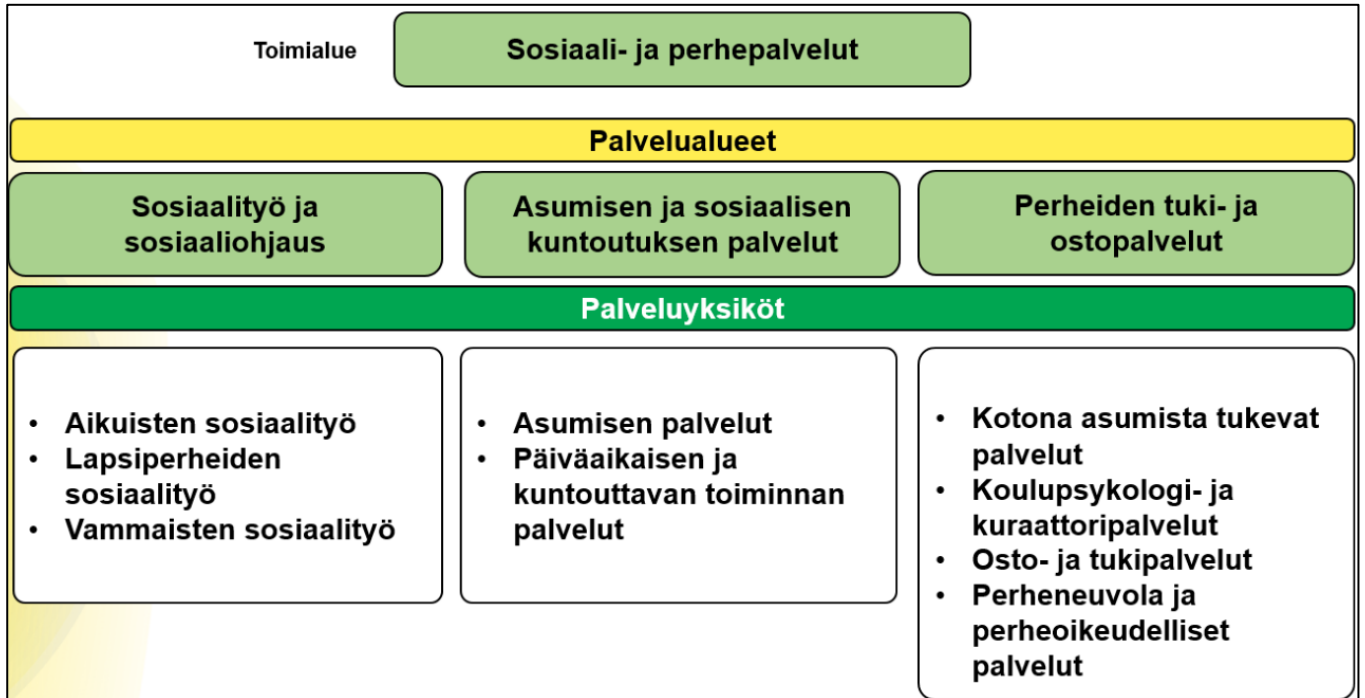 Toimialue
Sosiaali- ja perhepalvelut
Palvelualueet
Sosiaalityö ja
sosiaaliohjaus
Asumisen ja sosiaalisen
kuntoutuksen palvelut
Perheiden tuki- ja
ostopalvelut
Palveluyksiköt
• Aikuisten sosiaalityö
• Lapsiperheiden
sosiaalityö
• Vammaisten sosiaalityö
• Asumisen palvelut
• Päiväaikaisen ja
kuntouttavan toiminnan
palvelut
• Kotona asumista tukevat
palvelut
• Koulupsykologi- ja
kuraattoripalvelut
• Osto- ja tukipalvelut
• Perheneuvola ja
perheoikeudelliset
palvelut